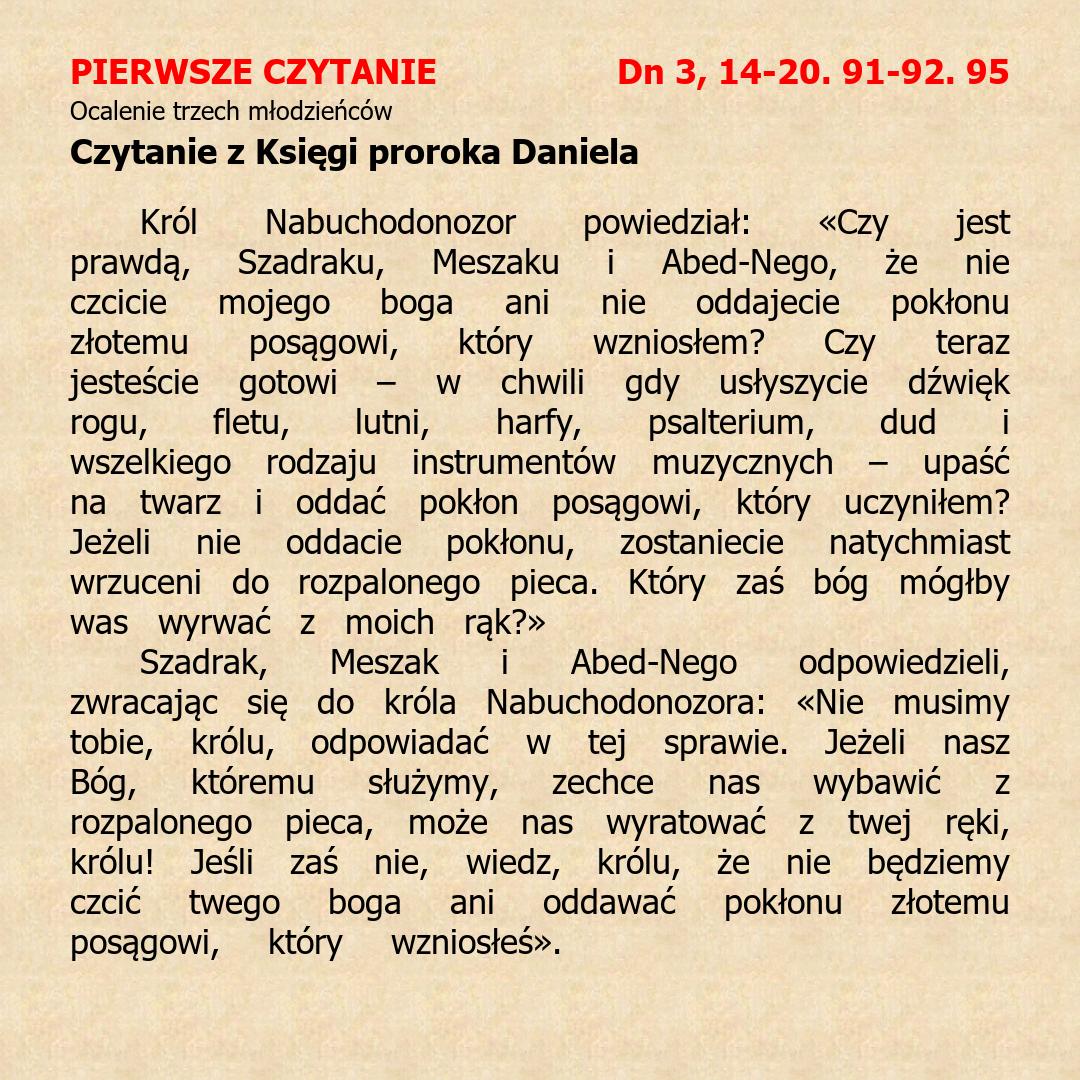 PIERWSZE CZYTANIE Dn 3, 14-20. 91-92. 95
Ocalenie trzech młodzieńców
Czytanie z Księgi proroka Daniela
Król Nabuchodonozor powiedział: «Czy jest
prawdą, Szadraku, Meszaku i Abed-Nego, że nie
czcicie mojego boga ani nie oddajecie pokłonu
złotemu posągowi, który wzniosłem? Czy teraz
jesteście gotowi – w chwili gdy usłyszycie dźwięk
rogu, fletu, lutni, harfy, psalterium, dud i
wszelkiego rodzaju instrumentów muzycznych – upaść
na twarz i oddać pokłon posągowi, który uczyniłem?
Jeżeli nie oddacie pokłonu, zostaniecie natychmiast
wrzuceni do rozpalonego pieca. Który zaś bóg mógłby
was wyrwać z moich rąk?»
Szadrak, Meszak i Abed-Nego odpowiedzieli,
zwracając się do króla Nabuchodonozora: «Nie musimy
tobie, królu, odpowiadać w tej sprawie. Jeżeli nasz
Bóg, któremu służymy, zechce nas wybawić z
rozpalonego pieca, może nas wyratować z twej ręki,
królu! Jeśli zaś nie, wiedz, królu, że nie będziemy
czcić twego boga ani oddawać pokłonu złotemu
posągowi, który wzniosłeś».